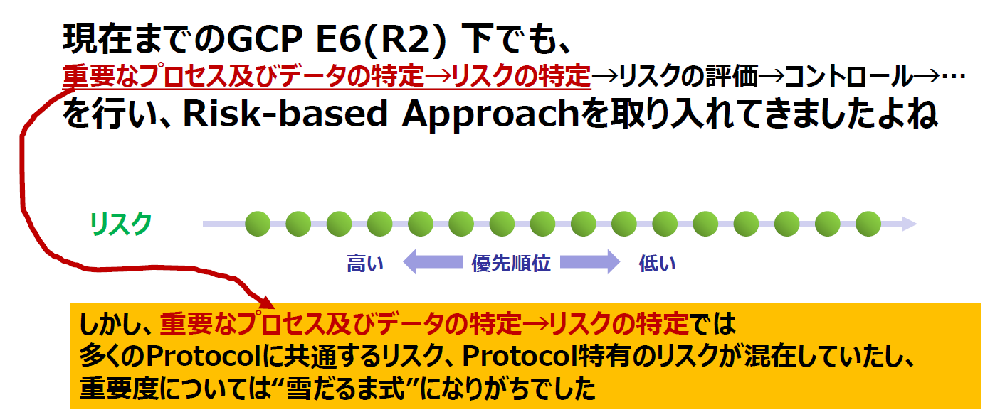 現在までのGCP E6(R2) 下でも、
重要なプロセス及びデータの特定→リスクの特定→リスクの評価→コントロール→…
を行い、Risk-based Approachを取り入れてきましたよね
リスク
高い 優先順位 低い
しかし、重要なプロセス及びデータの特定→リスクの特定では
多くのProtocolに共通するリスク、Protocol特有のリスクが混在していたし、
重要度については“雪だるま式”になりがちでした